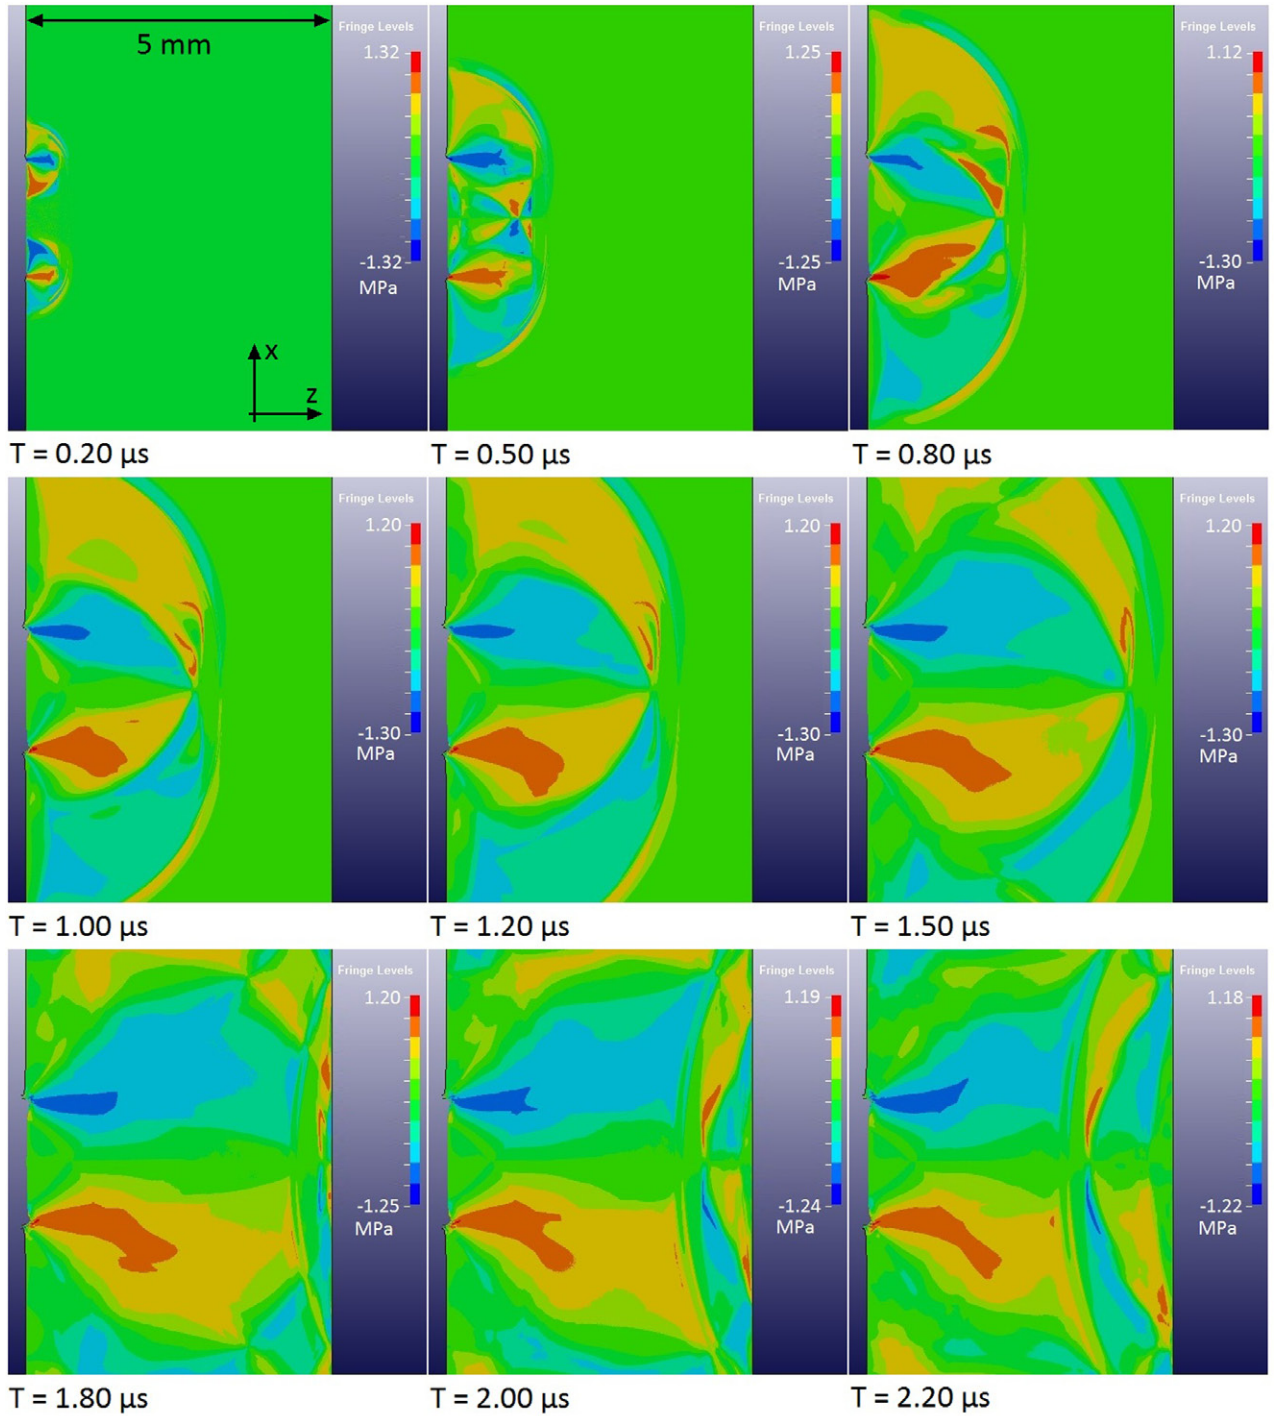 5 mm
x
z
Fringe Levels
1.32
-1.32
MPa
T = 0.20 µs
Fringe Levels
1.25
-1.25
MPa
T = 0.50 µs
Fringe Levels
1.12
-1.30
MPa
T = 0.80 µs
Fringe Levels
1.20
-1.30
MPa
T = 1.00 µs
Fringe Levels
1.20
-1.30
MPa
T = 1.20 µs
Fringe Levels
1.20
-1.30
MPa
T = 1.50 µs
Fringe Levels
1.20
-1.25
MPa
T = 1.80 µs
Fringe Levels
1.19
-1.24
MPa
T = 2.00 µs
Fringe Levels
1.18
-1.22
MPa
T = 2.20 µs